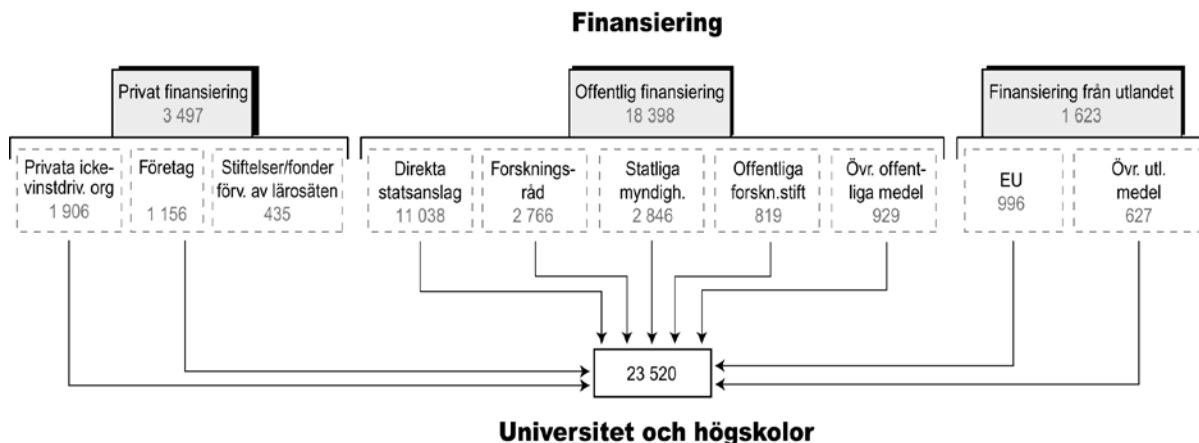 Finansiering
Privat finansiering
3 497
Offentlig finansiering
18 398
Finansiering från utlandet
1 623
Privata icke-
vinstdriv. org
1 906
Företag
1 156
Stiftelser/fonder
förv. av lärosäten
435
Direkta
statsanslag
11 038
Forsknings-
råd
2 766
Statliga
myndigh.
2 846
Offentliga
forskn.stift
819
Övr. offent-
liga medel
929
EU
996
Övr. utl.
medel
627
23 520
Universitet och högskolor